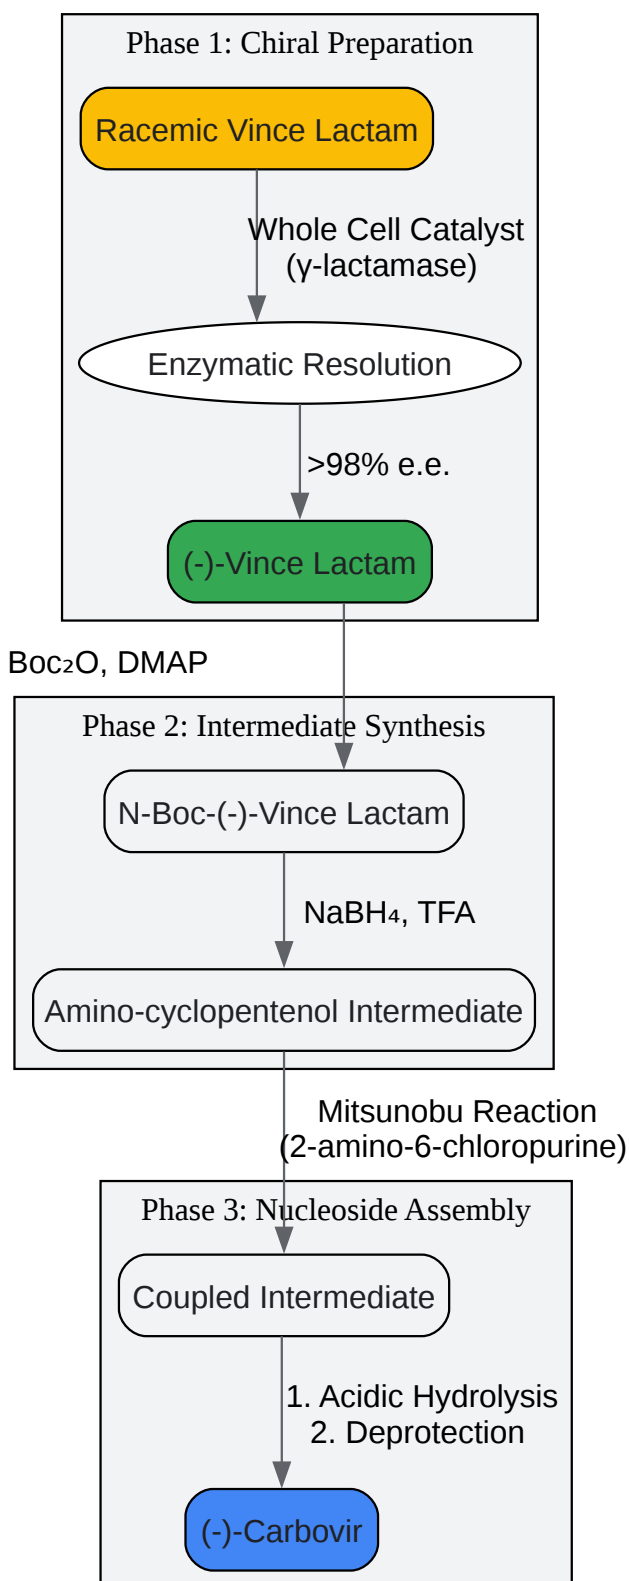 Phase 1: Chiral Preparation
Racemic Vince Lactam
Whole Cell Catalyst
(γ-lactamase)
Enzymatic Resolution
>98% e.e.
(-)-Vince Lactam
Boc₂O, DMAP
Phase 2: Intermediate Synthesis
N-Boc-(-)-Vince Lactam
NaBH₄, TFA
Amino-cyclopentenol Intermediate
Mitsunobu Reaction
(2-amino-6-chloropurine)
Phase 3: Nucleoside Assembly
Coupled Intermediate
1. Acidic Hydrolysis
2. Deprotection
(-)-Carbovir